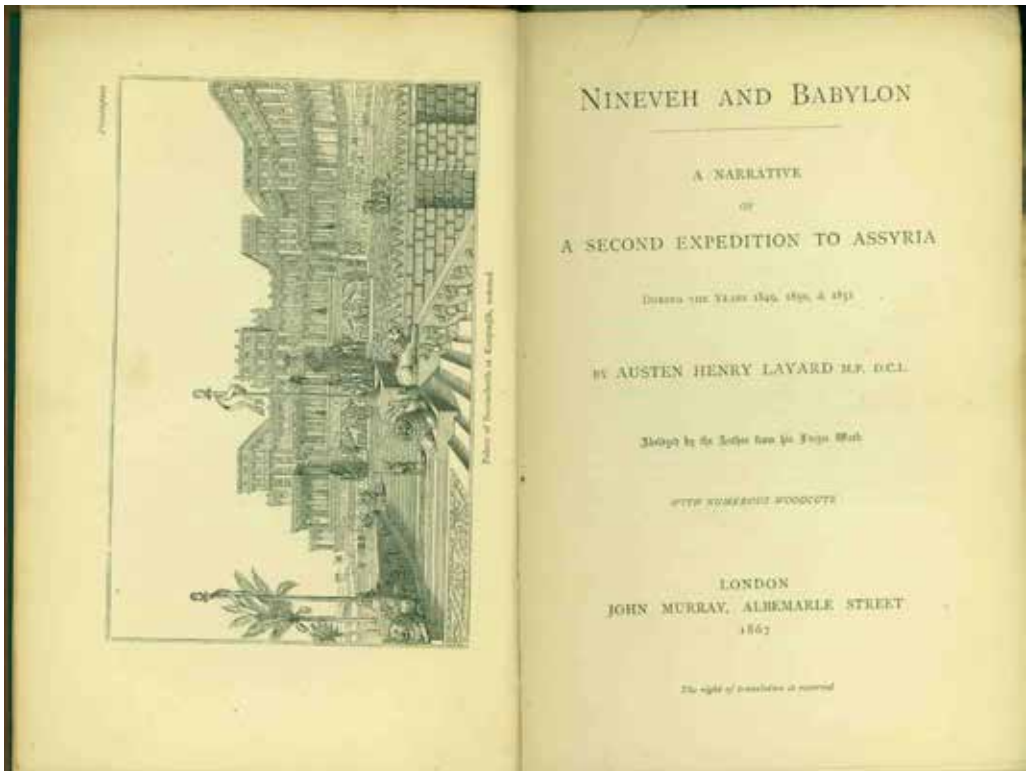 Frontispiece
Palace of Sennacherib at Kouyunjik, restored.
NINEVEH AND BABYLON
A NARRATIVE
OF
A SECOND EXPEDITION TO ASSYRIA
DURING THE YEARS 1849, 1850, & 1851
BY AUSTEN HENRY LAYARD M.P. D.C.L.
Abridged by the Author from his Larger Work
WITH NUMEROUS WOODCUTS
LONDON
JOHN MURRAY, ALBEMARLE STREET
1867
The right of translation is reserved